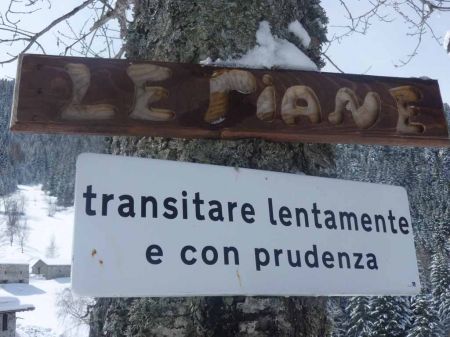 LE PIANE
transitare lentamente
e con prudenza